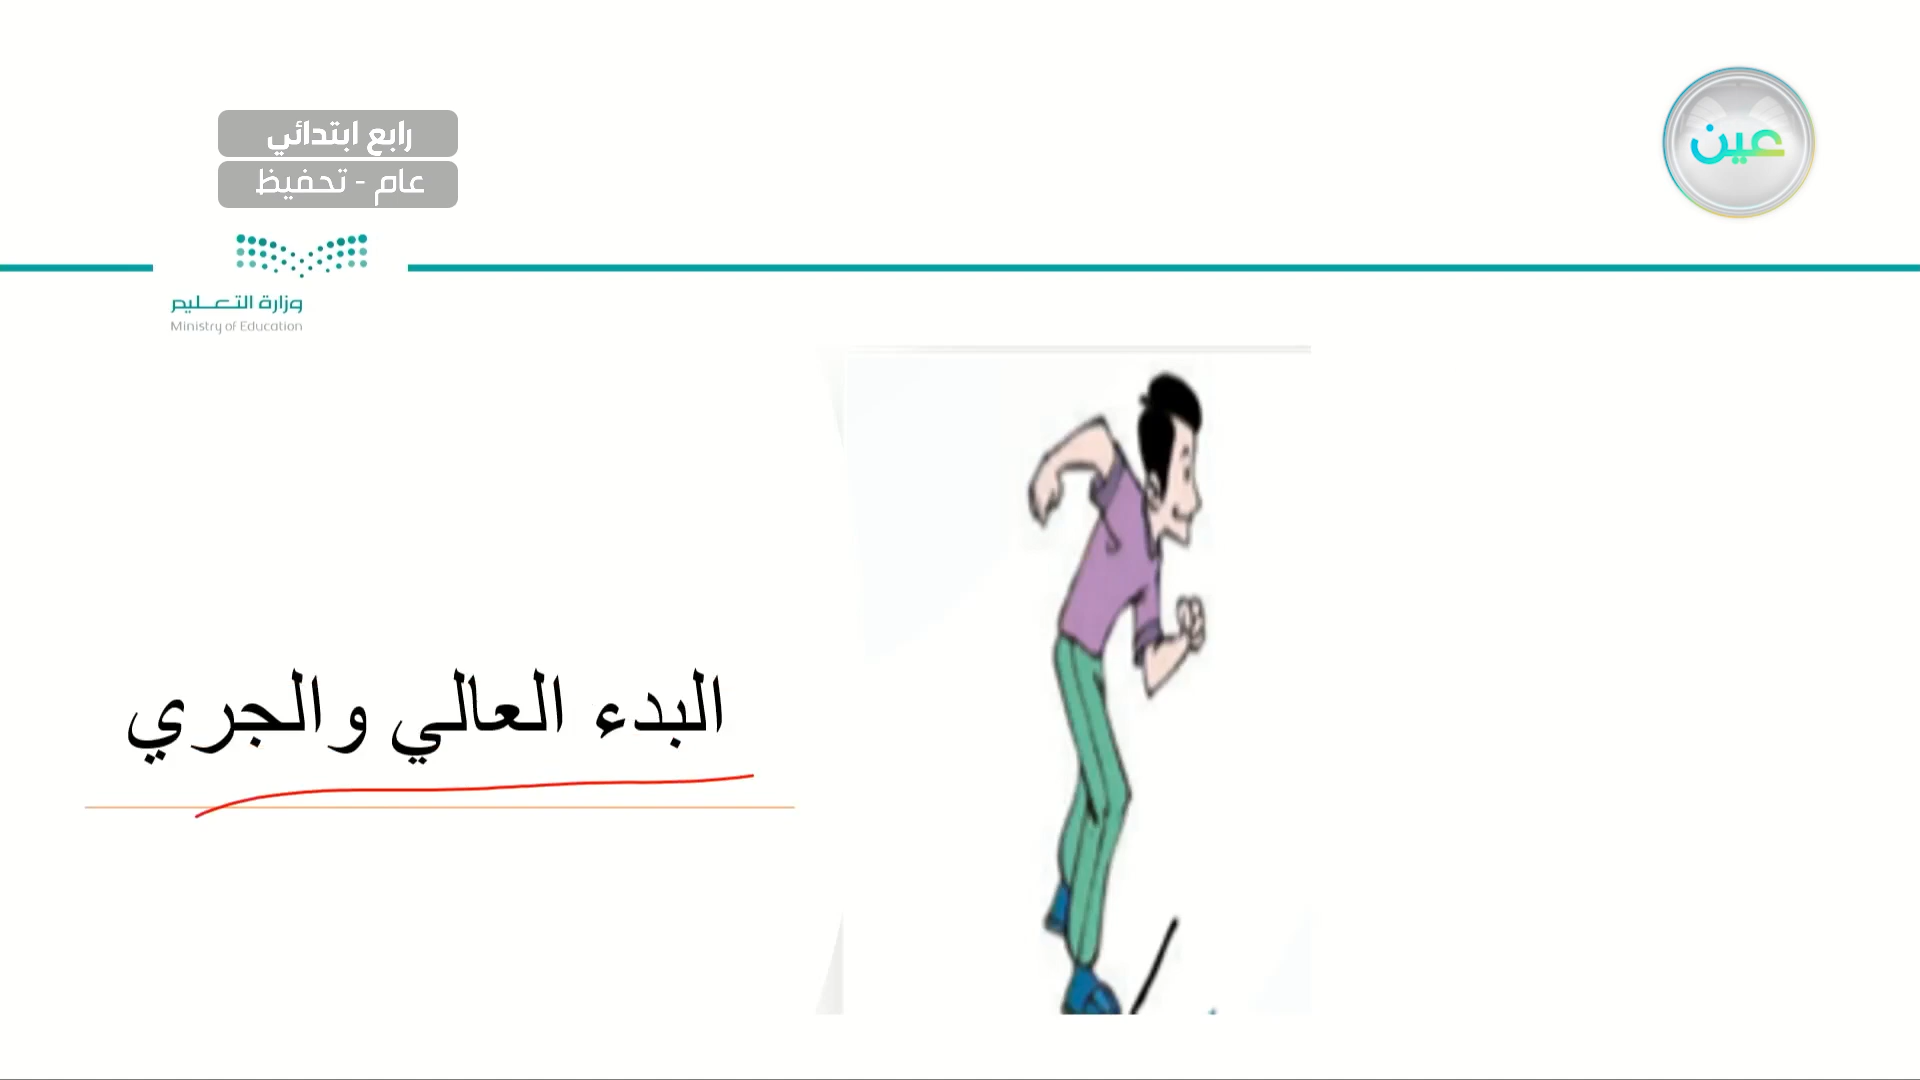 عين
رابع ابتدائي
عام - تحفيظ
وزارة التعليم
Ministry of Education
البدء العالي والجري